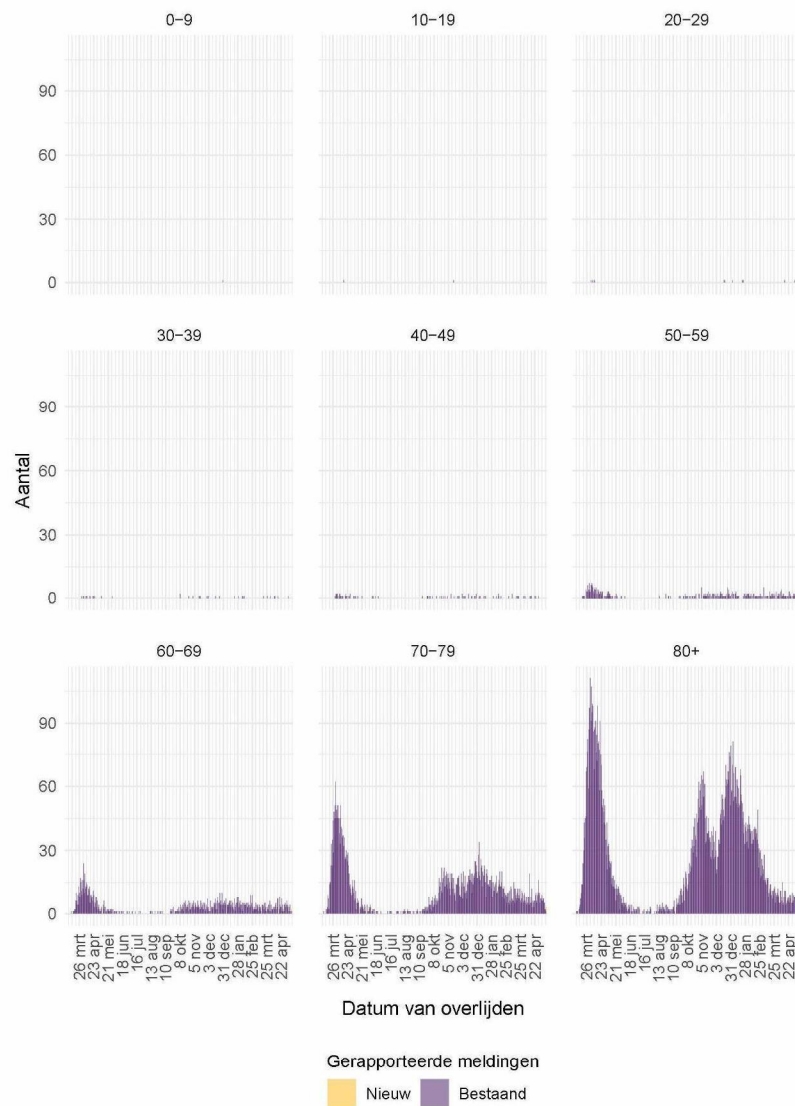 0−9 10−19 20−29
90
60
30
0
30−39 40−49 50−59
Aantal
90
60
30
0
60−69 70−79 80+
90
60
30
0
26 mrt 23 apr 21 mei 18 jun 16 jul 13 aug 10 sep 8 okt 5 nov 3 dec 31 dec 28 jan 25 feb 25 mrt 22 apr 26 mrt 23 apr 21 mei 18 jun 16 jul 13 aug 10 sep 8 okt 5 nov 3 dec 31 dec 28 jan 25 feb 25 mrt 22 apr 26 mrt 23 apr 21 mei 18 jun 16 jul 13 aug 10 sep 8 okt 5 nov 3 dec 31 dec 28 jan 25 feb 25 mrt 22 apr
Datum van overlijden
Gerapporteerde meldingen
Nieuw Bestaand